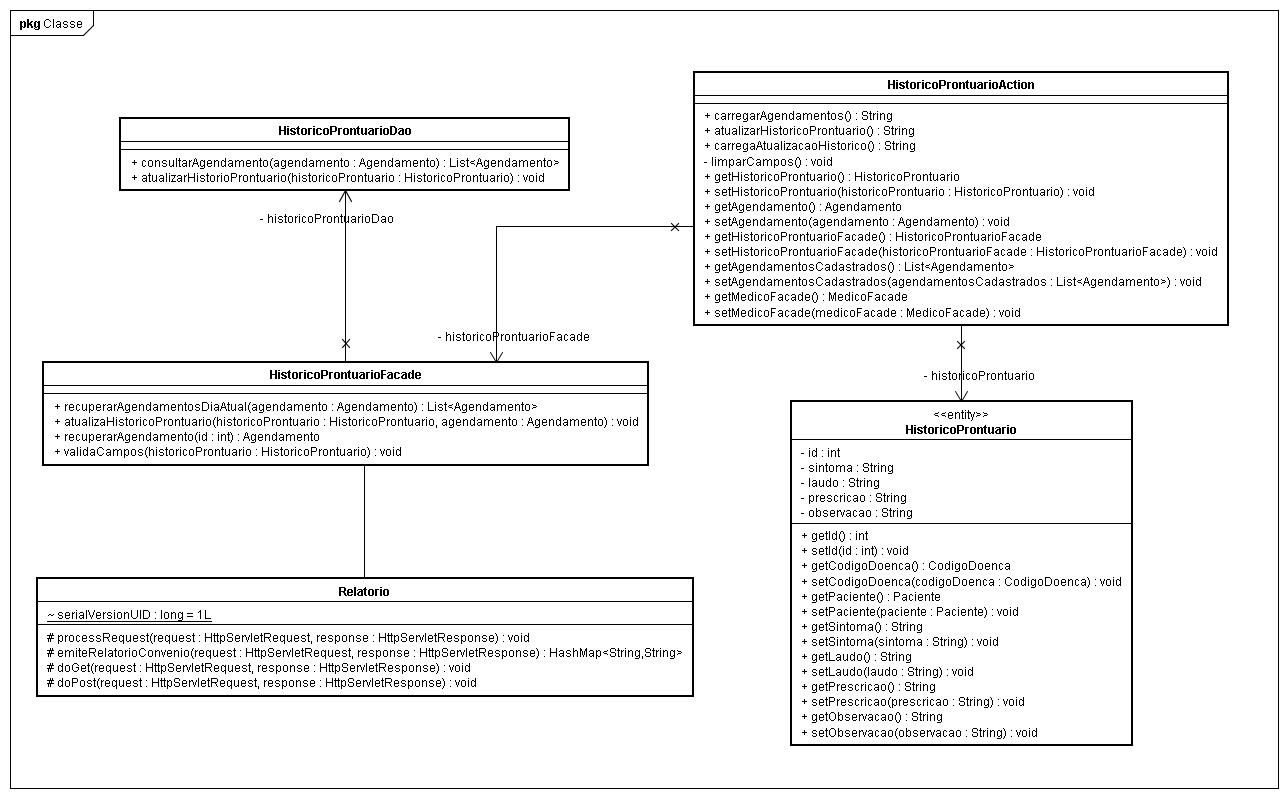 pkg Classe
HistoricoProntuarioDao
+ consultarAgendamento(agendamento : Agendamento) : List<Agendamento>
+ atualizarHistorioProntuario(historicoProntuario : HistoricoProntuario) : void
- historicoProntuarioDao
HistoricoProntuarioAction
+ carregarAgendamentos() : String
+ atualizarHistoricoProntuario() : String
+ carregaAtualizacaoHistorico() : String
- limparCampos() : void
+ getHistoricoProntuario() : HistoricoProntuario
+ setHistoricoProntuario(historicoProntuario : HistoricoProntuario) : void
+ getAgendamento() : Agendamento
+ setAgendamento(agendamento : Agendamento) : void
+ getHistoricoProntuarioFacade() : HistoricoProntuarioFacade
+ setHistoricoProntuarioFacade(historicoProntuarioFacade : HistoricoProntuarioFacade) : void
+ getAgendamentosCadastrados() : List<Agendamento>
+ setAgendamentosCadastrados(agendamentosCadastrados : List<Agendamento>) : void
+ getMedicoFacade() : MedicoFacade
+ setMedicoFacade(medicoFacade : MedicoFacade) : void
- historicoProntuarioFacade
- historicoProntuario
HistoricoProntuarioFacade
+ recuperarAgendamentosDiaAtual(agendamento : Agendamento) : List<Agendamento>
+ atualizaHistoricoProntuario(historicoProntuario : HistoricoProntuario, agendamento : Agendamento) : void
+ recuperarAgendamento(id : int) : Agendamento
+ validaCampos(historicoProntuario : HistoricoProntuario) : void
<<entity>>
HistoricoProntuario
- id : int
- sintoma : String
- laudo : String
- prescricao : String
- observacao : String
+ getId() : int
+ setId(id : int) : void
+ getCodigoDoenca() : CodigoDoenca
+ setCodigoDoenca(codigoDoenca : CodigoDoenca) : void
+ getPaciente() : Paciente
+ setPaciente(paciente : Paciente) : void
+ getSintoma() : String
+ setSintoma(sintoma : String) : void
+ getLaudo() : String
+ setLaudo(laudo : String) : void
+ getPrescricao() : String
+ setPrescricao(prescricao : String) : void
+ getObservacao() : String
+ setObservacao(observacao : String) : void
Relatorio
~ serialVersionUID : long = 1L
# processRequest(request : HttpServletRequest, response : HttpServletResponse) : void
# emiteRelatorioConvenio(request : HttpServletRequest, response : HttpServletResponse) : HashMap<String,String>
# doGet(request : HttpServletRequest, response : HttpServletResponse) : void
# doPost(request : HttpServletRequest, response : HttpServletResponse) : void